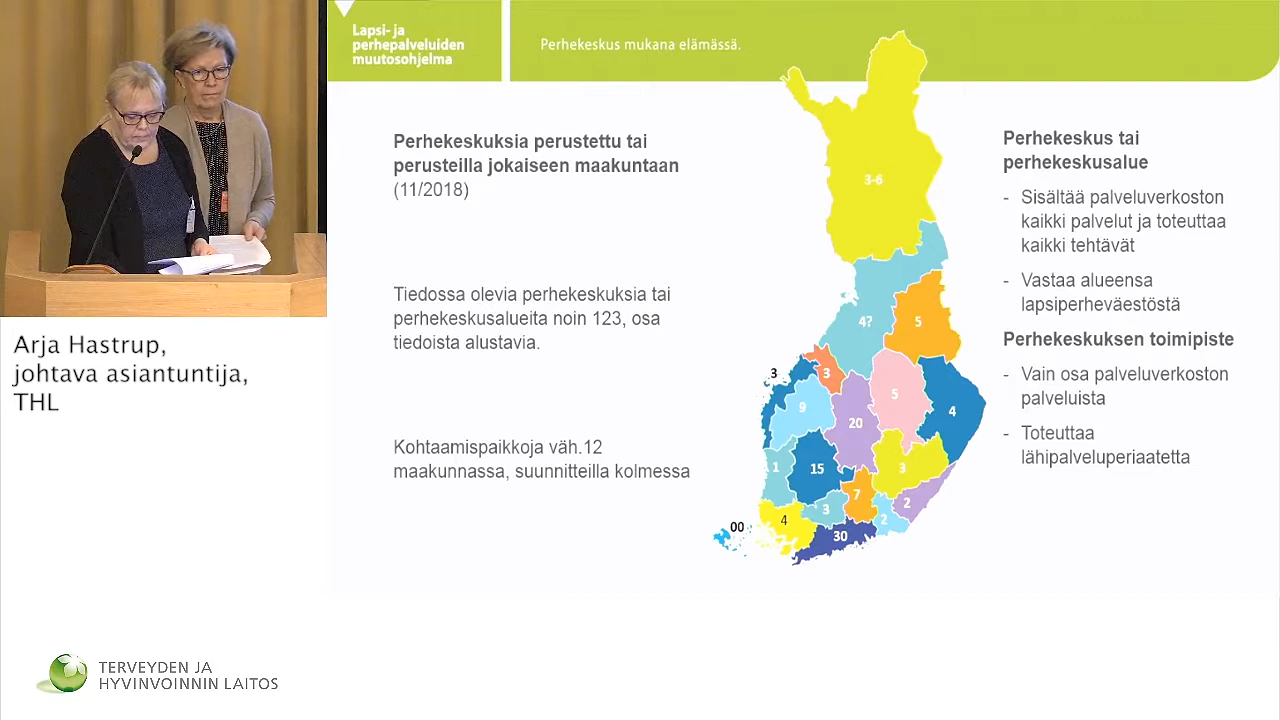 Lapsi- ja
perhepalveluiden
muutosohjelma
Perhekeskus mukana elämässä.
Perhekeskuksia perustettu tai
perusteilla jokaiseen maakuntaan
(11/2018)
Tiedossa olevia perhekeskuksia tai
perhekeskusalueita noin 123, osa
tiedoista alustavia.
Kohtaamispaikkoja väh.12
maakunnassa, suunnitteilla kolmessa
3-6
4?
5
3
3
9
5
4
20
1
15
3
7
2
3
4
2
00
30
Perhekeskus tai
perhekeskusalue
- Sisältää palveluverkoston
kaikki palvelut ja toteuttaa
kaikki tehtävät
- Vastaa alueensa
lapsiperheväestöstä
Perhekeskuksen toimipiste
- Vain osa palveluverkoston
palveluista
- Toteuttaa
lähipalveluperiaatetta
Arja Hastrup,
johtava asiantuntija,
THL
TERVEYDEN JA
HYVINVOINNIN LAITOS